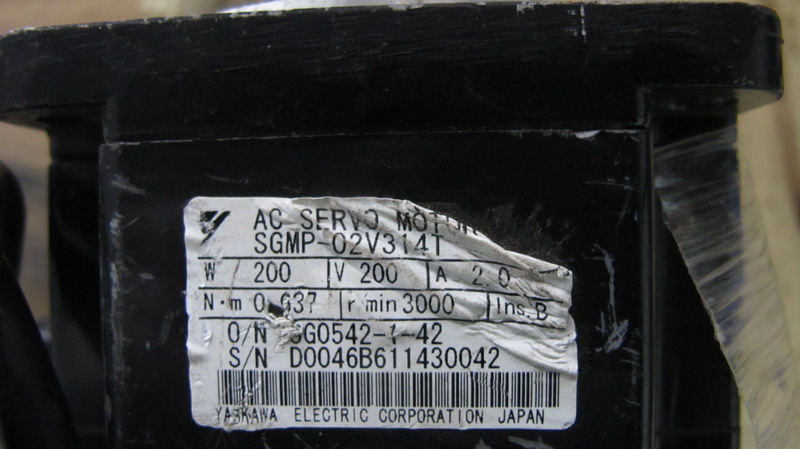 AC SERVO MOTOR
SGMP-02V314T
W 200 V 200 A 2.0
N·m 0.637 r/min 3000 Ins. B
O/N
S/N D0046B611430042
YASKAWA ELECTRIC CORPORATION JAPAN